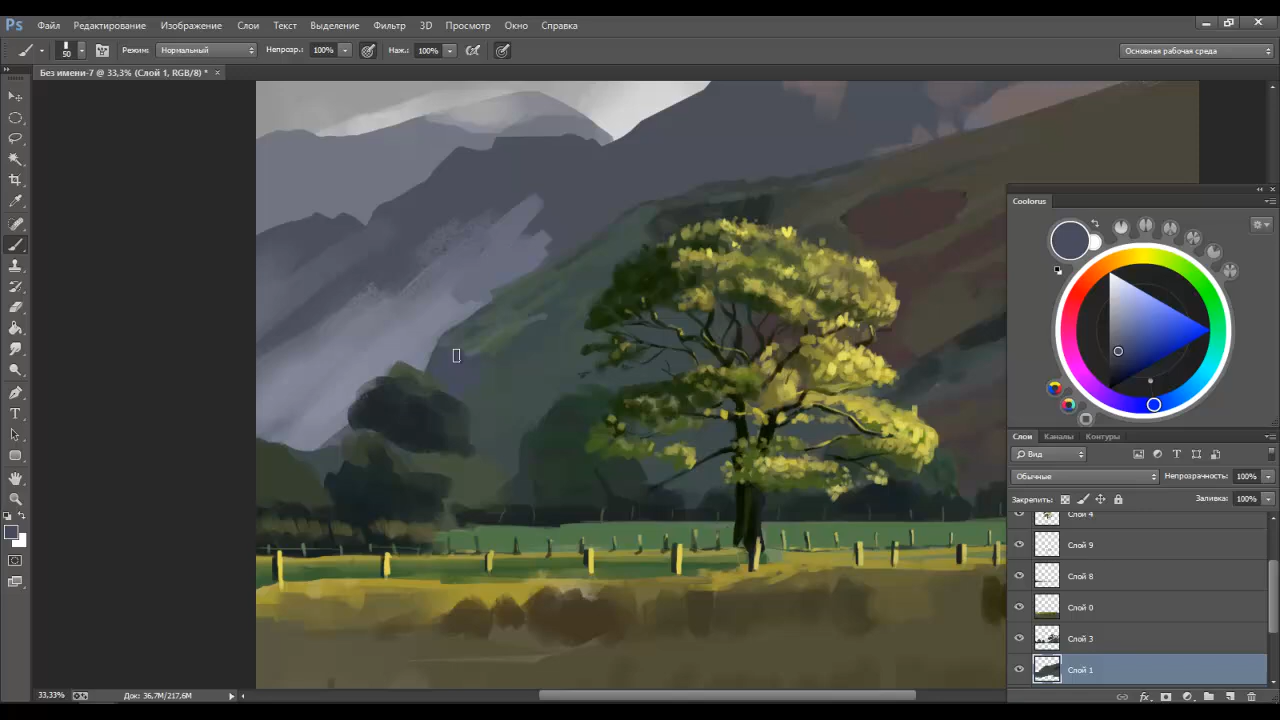 Ps Файл Редактирование Изображение Слои Текст Выделение Фильтр 3D Просмотр Окно Справка
50 Режим: Нормальный Непрозр.: 100% Наж.: 100% Основная рабочая среда
Без имени-7 @ 33,3% (Слой 1, RGB/8) * ×
Coolorus
Слои Каналы Контуры
Вид
Обычные Непрозрачность: 100%
Закрепить: Заливка: 100%
Слой 4
Слой 9
Слой 8
Слой 0
Слой 3
Слой 1
33,33% Док: 36,7M/217,6M